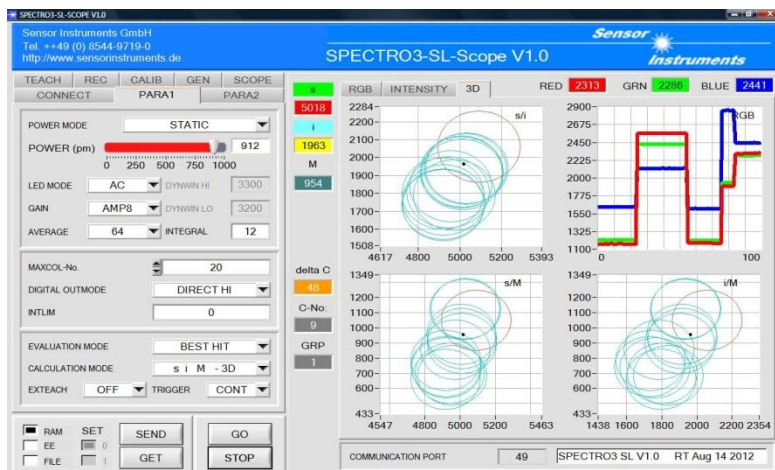 SPECTRO3-SL-SCOPE V1.0
Sensor Instruments GmbH
Tel. ++49 (0) 8544-9719-0
http://www.sensorinstruments.de
SPECTRO3-SL-Scope V1.0
Sensor
Instruments
TEACH REC CALIB GEN SCOPE
CONNECT PARA1 PARA2
POWER MODE STATIC
POWER (pm) 912
0 250 500 750 1000
LED MODE AC DYNWIN HI 3300
GAIN AMP8 DYNWIN LO 3200
AVERAGE 64 INTEGRAL 12
MAXCOL-No. 20
DIGITAL OUTMODE DIRECT HI
INTLIM 0
EVALUATION MODE BEST HIT
CALCULATION MODE s i M - 3D
EXTEACH OFF TRIGGER CONT
RAM SET SEND GO
EE 0
FILE 1 GET STOP
s
5018
i
1963
M
954
delta C
48
C-No:
9
GRP
1
RGB INTENSITY 3D RED 2313 GRN 2286 BLUE 2441
s/i
2284
2200
2100
2000
1900
1800
1700
1600
1508
4617 4800 5000 5200 5393
RGB
2900
2675
2450
2225
2000
1775
1550
1325
1100
0 100
s/M
1349
1200
1100
1000
900
800
700
600
433
4547 4800 5000 5200 5463
i/M
1349
1200
1100
1000
900
800
700
600
433
1438 1600 1800 2000 2200 2354
COMMUNICATION PORT 49 SPECTRO3 SL V1.0 RT Aug 14 2012